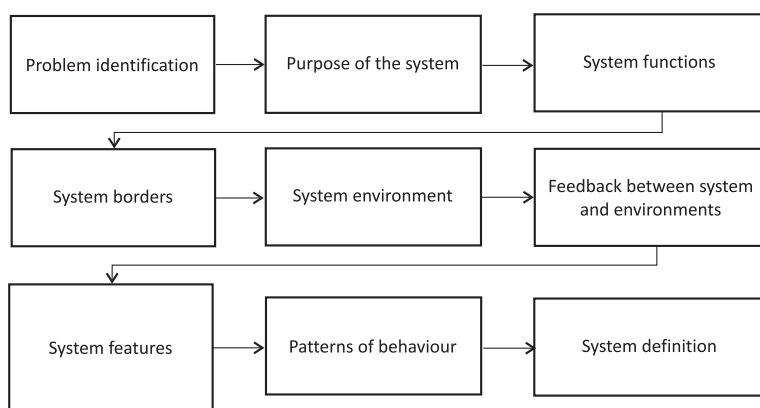 Problem identification
Purpose of the system
System functions
System borders
System environment
Feedback between system
and environments
System features
Patterns of behaviour
System definition